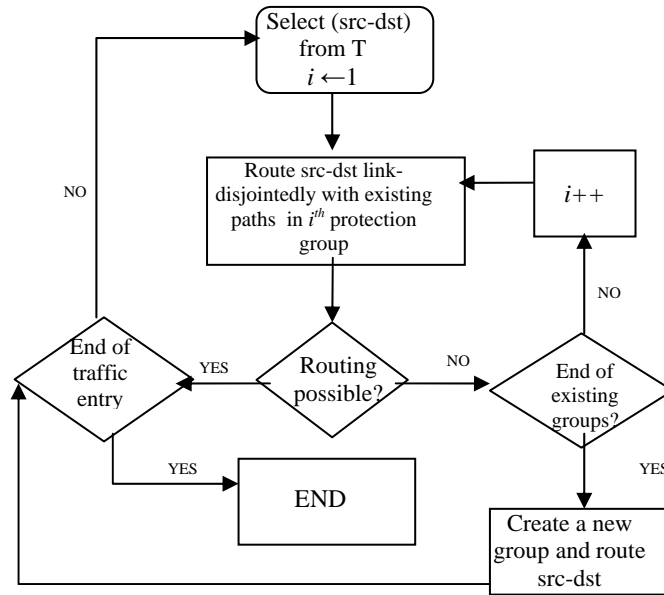 Select (src-dst)
from T
i ←1
NO
Route src-dst link-
disjointedly with existing
paths in iᵗʰ protection
group
i++
NO
End of
traffic
entry
YES
Routing
possible?
NO
End of
existing
groups?
YES
END
YES
Create a new
group and route
src-dst